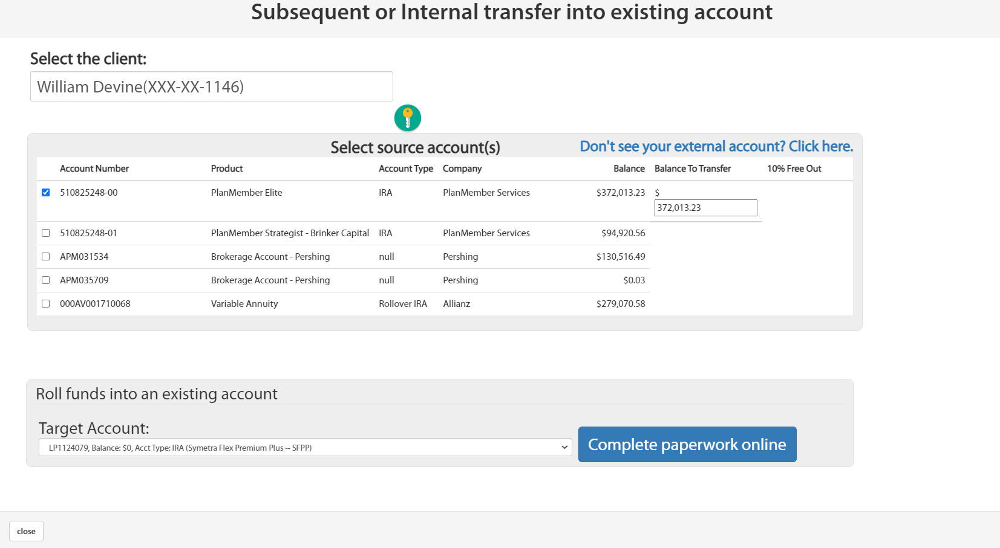 Subsequent or Internal transfer into existing account
Select the client:
William Devine(XXX-XX-1146)
Select source account(s)
Don't see your external account? Click here.
Account Number Product Account Type Company Balance Balance To Transfer 10% Free Out
510825248-00 PlanMember Elite IRA PlanMember Services $372,013.23 $
372,013.23
510825248-01 PlanMember Strategist - Brinker Capital IRA PlanMember Services $94,920.56
APM031534 Brokerage Account - Pershing null Pershing $130,516.49
APM035709 Brokerage Account - Pershing null Pershing $0.03
000AV001710068 Variable Annuity Rollover IRA Allianz $279,070.58
Roll funds into an existing account
Target Account:
LP1124079, Balance: $0, Acct Type: IRA (Symetra Flex Premium Plus -- SFPP)
Complete paperwork online
close